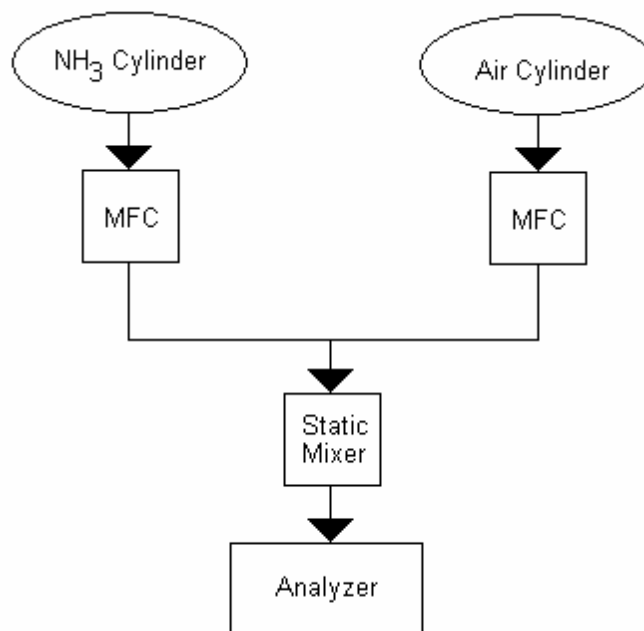 NH3 Cylinder
Air Cylinder
MFC
MFC
Static
Mixer
Analyzer